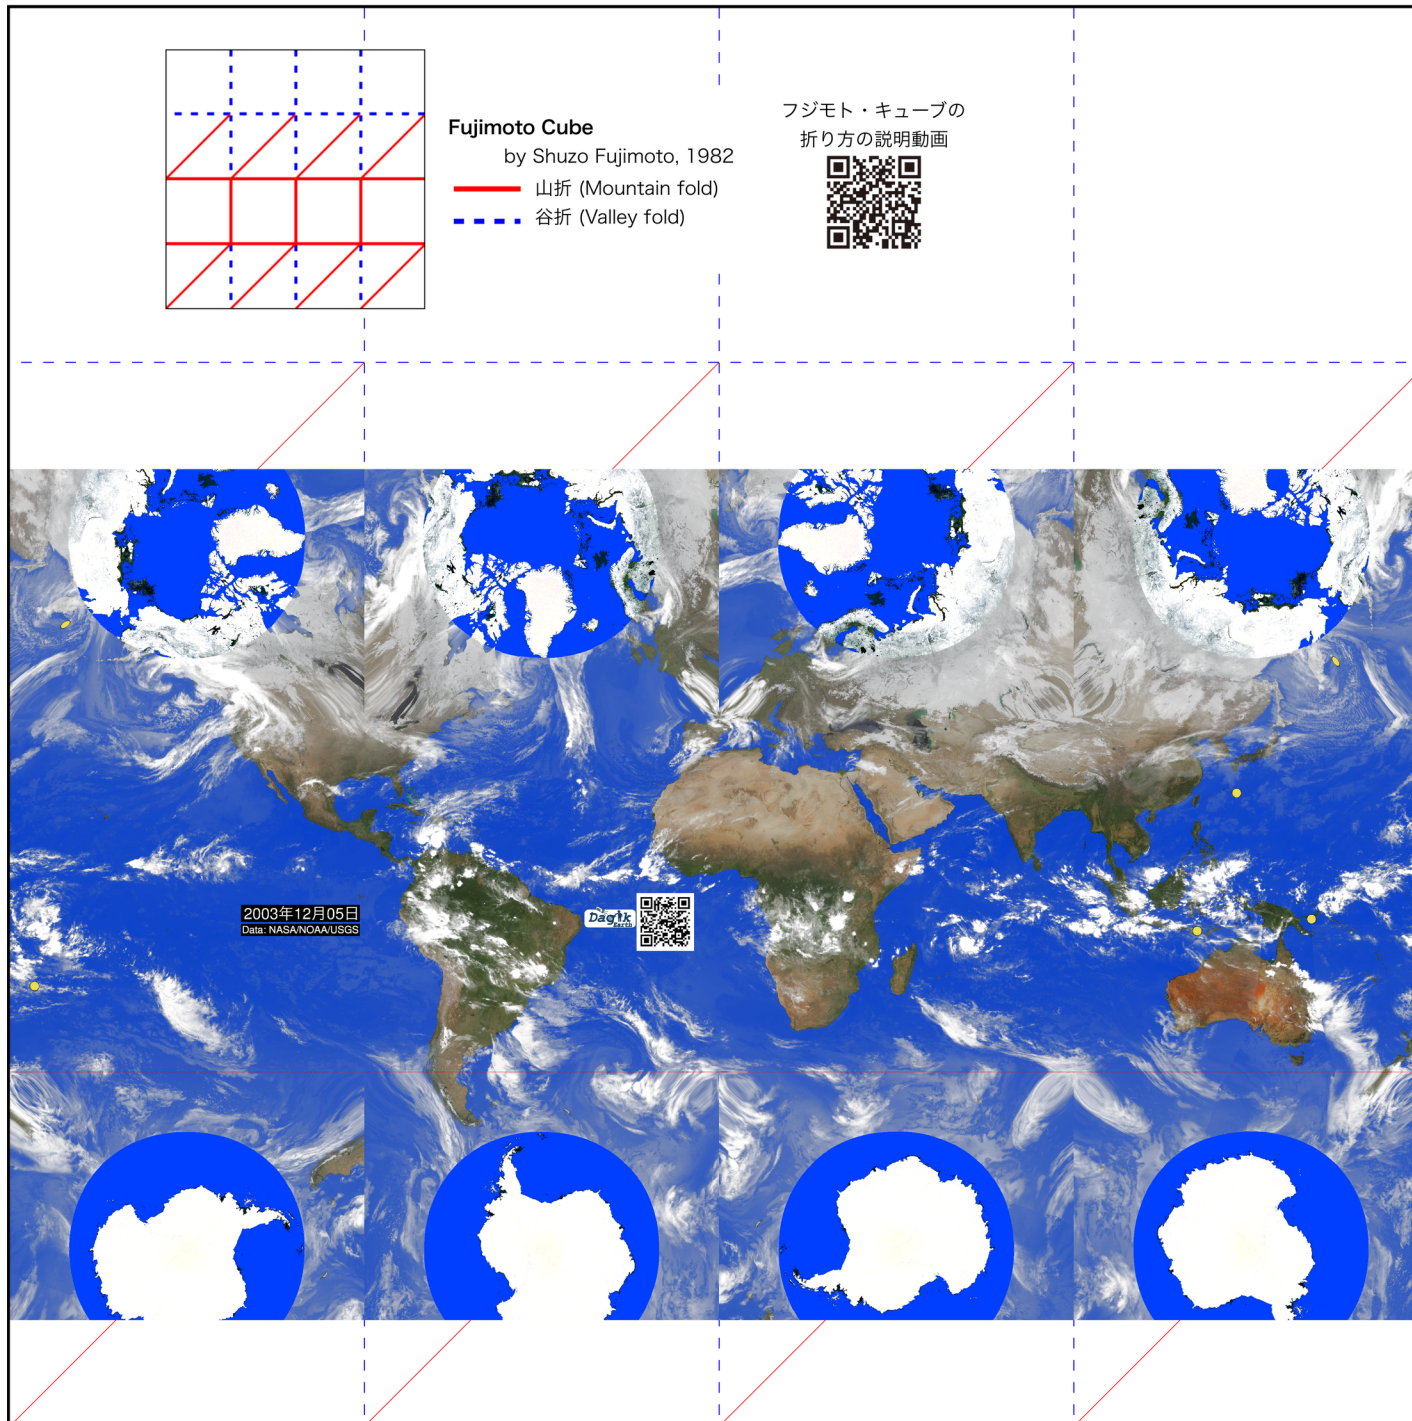 Fujimoto Cube
by Shuzo Fujimoto, 1982
山折 (Mountain fold)
谷折 (Valley fold)
フジモト・キューブの
折り方の説明動画
2003年12月05日
Data: NASA/NOAA/USGS
Dagik
Earth